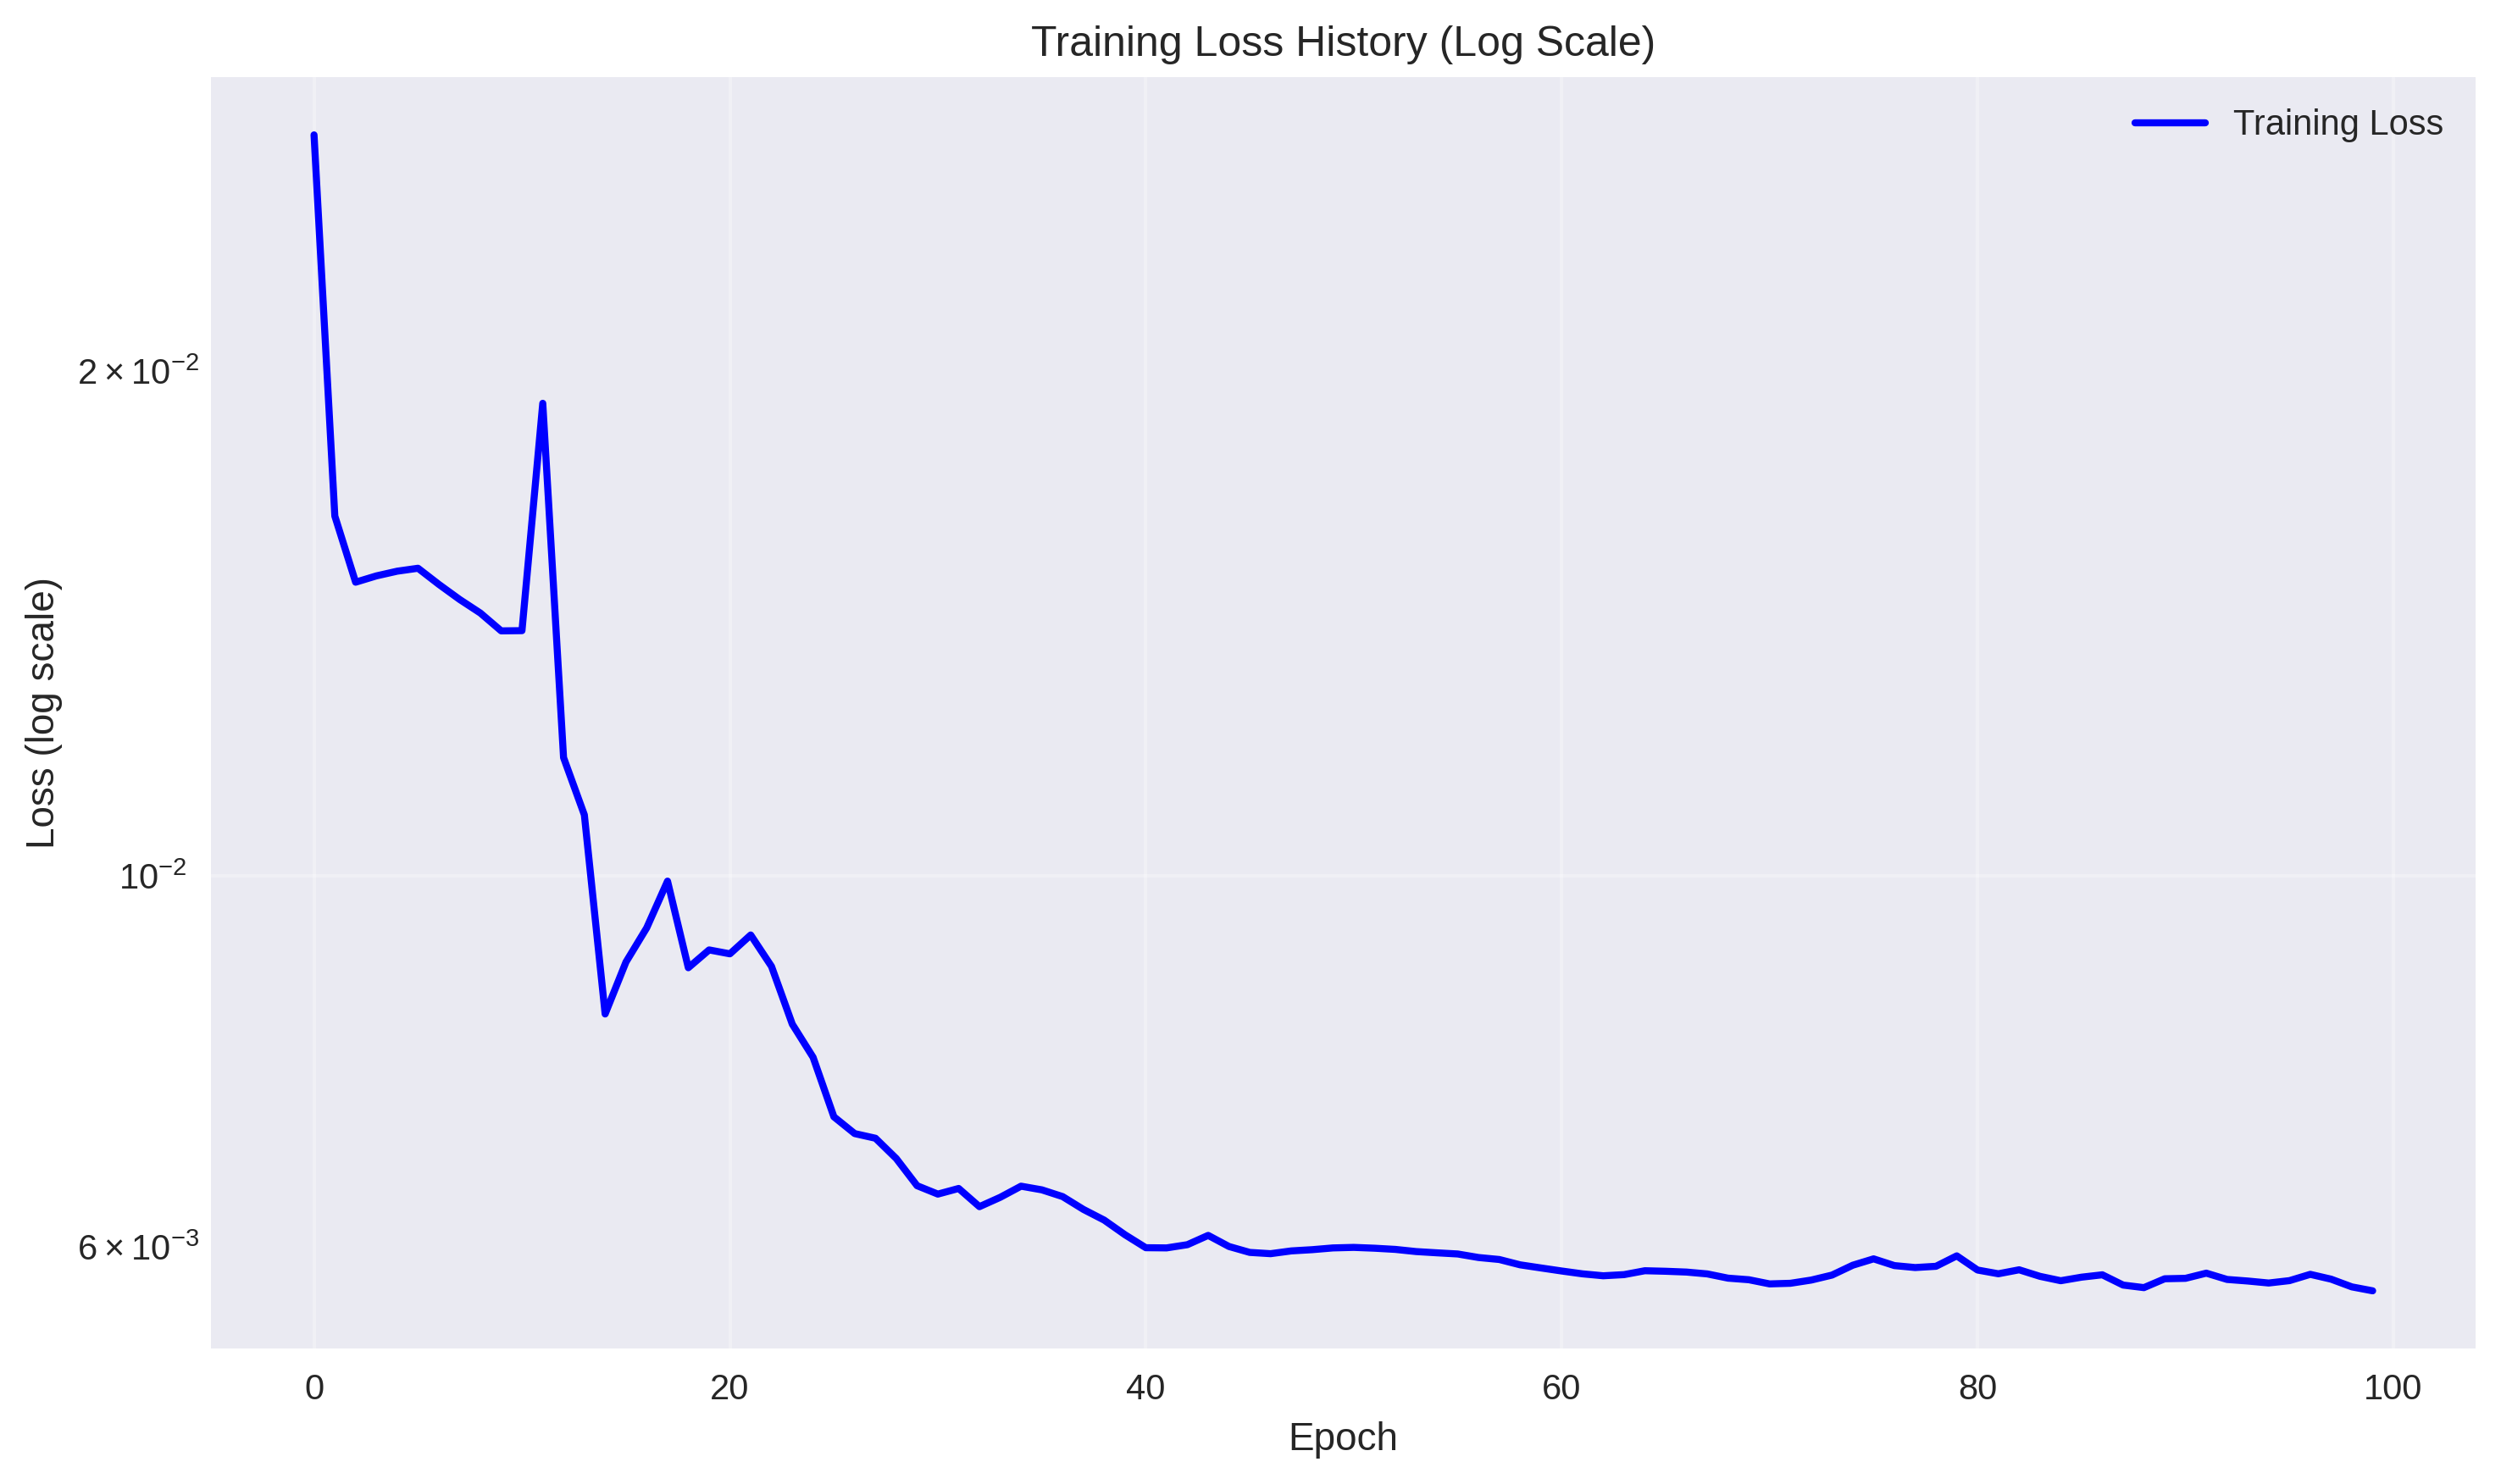 Training Loss History (Log Scale)
Training Loss
2 × 10⁻²
10⁻²
6 × 10⁻³
Loss (log scale)
0 20 40 60 80 100
Epoch